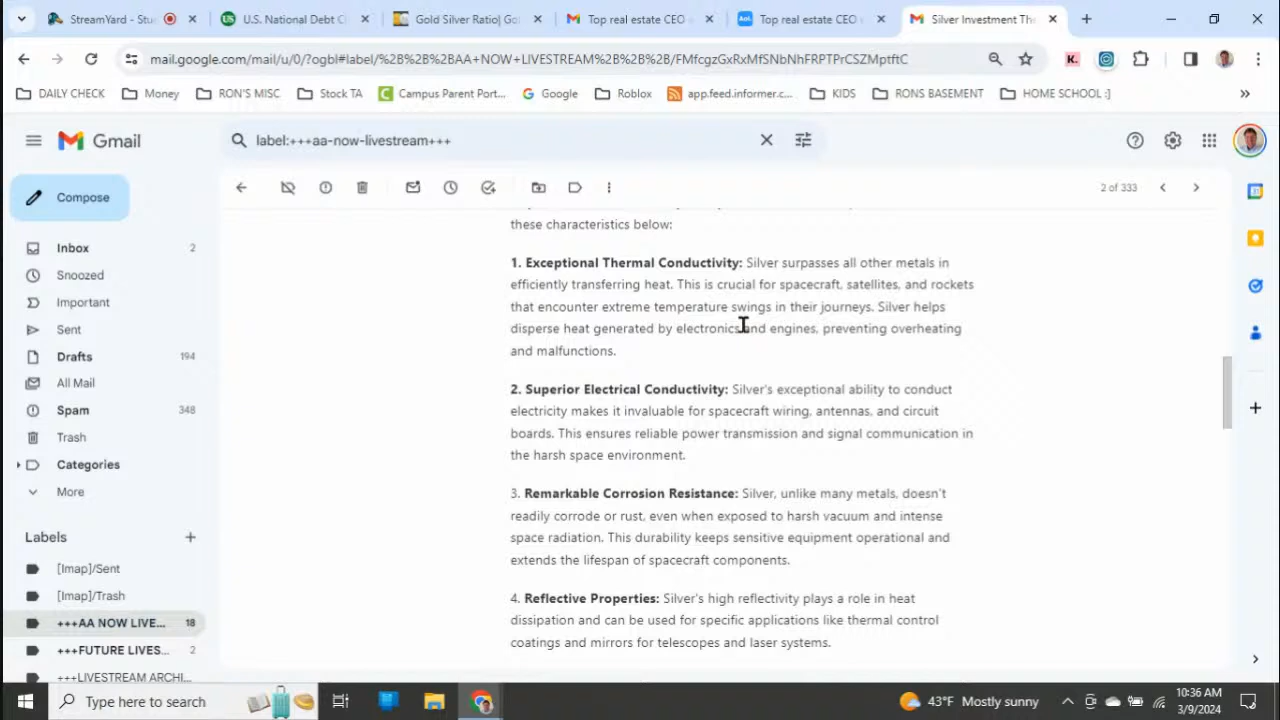 StreamYard - Stu
U.S. National Debt C
Gold Silver Ratio| Go
Top real estate CEO
Top real estate CEO
Silver Investment Th
mail.google.com/mail/u/0/?ogbl#label/%2B%2B%2BAA+NOW+LIVESTREAM%2B%2B%2B/FMfcgzGxRxMfSNbNhFRPTPrCSZMptftC
K.
DAILY CHECK
Money
RON'S MISC
Stock TA
Campus Parent Port...
Google
Roblox
app.feed.informer.c...
KIDS
RONS BASEMENT
HOME SCHOOL :]
Gmail
label:+++aa-now-livestream+++
Compose
2 of 333
Inbox 2
Snoozed
Important
Sent
Drafts 194
All Mail
Spam 348
Trash
Categories
More
Labels
[Imap]/Sent
[Imap]/Trash
+++AA NOW LIVE... 18
+++FUTURE LIVES... 2
+++LIVESTREAM ARCHI...
these characteristics below:
1. Exceptional Thermal Conductivity: Silver surpasses all other metals in
efficiently transferring heat. This is crucial for spacecraft, satellites, and rockets
that encounter extreme temperature swings in their journeys. Silver helps
disperse heat generated by electronics and engines, preventing overheating
and malfunctions.
2. Superior Electrical Conductivity: Silver's exceptional ability to conduct
electricity makes it invaluable for spacecraft wiring, antennas, and circuit
boards. This ensures reliable power transmission and signal communication in
the harsh space environment.
3. Remarkable Corrosion Resistance: Silver, unlike many metals, doesn't
readily corrode or rust, even when exposed to harsh vacuum and intense
space radiation. This durability keeps sensitive equipment operational and
extends the lifespan of spacecraft components.
4. Reflective Properties: Silver's high reflectivity plays a role in heat
dissipation and can be used for specific applications like thermal control
coatings and mirrors for telescopes and laser systems.
Type here to search
43°F Mostly sunny
10:36 AM
3/9/2024